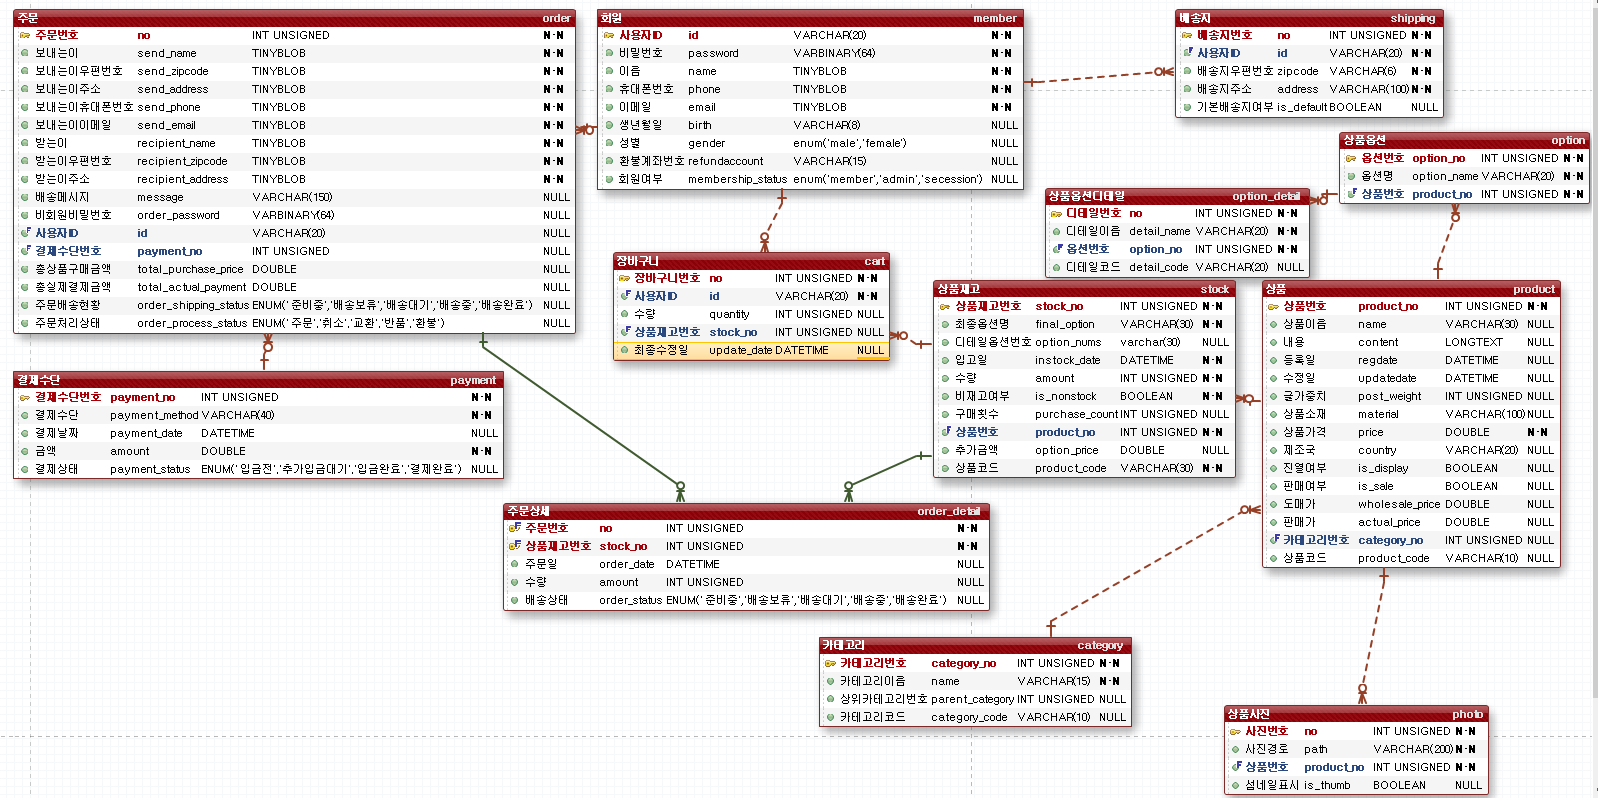 주문 order
주문번호 no INT UNSIGNED N-N
보내는이 send_name TINYBLOB N-N
보내는이우편번호 send_zipcode TINYBLOB N-N
보내는이주소 send_address TINYBLOB N-N
보내는이휴대폰번호 send_phone TINYBLOB N-N
보내는이이메일 send_email TINYBLOB N-N
받는이 recipient_name TINYBLOB N-N
받는이우편번호 recipient_zipcode TINYBLOB N-N
받는이주소 recipient_address TINYBLOB N-N
배송메시지 message VARCHAR(150) NULL
비회원비밀번호 order_password VARBINARY(64) NULL
사용자ID id VARCHAR(20) NULL
결제수단번호 payment_no INT UNSIGNED NULL
총상품구매금액 total_purchase_price DOUBLE NULL
총실제결제금액 total_actual_payment DOUBLE NULL
주문배송현황 order_shipping_status ENUM('준비중','배송보류','배송대기','배송중','배송완료') NULL
주문처리상태 order_process_status ENUM('주문','취소','교환','반품','환불') NULL
회원 member
사용자ID id VARCHAR(20) N-N
비밀번호 password VARBINARY(64) N-N
이름 name TINYBLOB N-N
휴대폰번호 phone TINYBLOB N-N
이메일 email TINYBLOB N-N
생년월일 birth VARCHAR(8) NULL
성별 gender enum('male','female') NULL
환불계좌번호 refundaccount VARCHAR(15) NULL
회원여부 membership_status enum('member','admin','secession') NULL
배송지 shipping
배송지번호 no INT UNSIGNED N-N
사용자ID id VARCHAR(20) N-N
배송지우편번호 zipcode VARCHAR(6) N-N
배송지주소 address VARCHAR(100) N-N
기본배송지여부 is_default BOOLEAN NULL
상품옵션 option
옵션번호 option_no INT UNSIGNED N-N
옵션명 option_name VARCHAR(20) N-N
상품번호 product_no INT UNSIGNED N-N
상품옵션디테일 option_detail
디테일번호 no INT UNSIGNED N-N
디테일이름 detail_name VARCHAR(20) N-N
옵션번호 option_no INT UNSIGNED N-N
디테일코드 detail_code VARCHAR(20) NULL
장바구니 cart
장바구니번호 no INT UNSIGNED N-N
사용자ID id VARCHAR(20) N-N
수량 quantity INT UNSIGNED NULL
상품재고번호 stock_no INT UNSIGNED NULL
최종수정일 update_date DATETIME NULL
상품재고 stock
상품재고번호 stock_no INT UNSIGNED N-N
최종옵션명 final_option VARCHAR(30) N-N
디테일옵션번호 option_nums varchar(30) NULL
입고일 instock_date DATETIME N-N
수량 amount INT UNSIGNED N-N
비재고여부 is_nonstock BOOLEAN N-N
구매횟수 purchase_count INT UNSIGNED NULL
상품번호 product_no INT UNSIGNED N-N
추가금액 option_price DOUBLE NULL
상품코드 product_code VARCHAR(30) N-N
상품 product
상품번호 product_no INT UNSIGNED N-N
상품이름 name VARCHAR(30) NULL
내용 content LONGTEXT NULL
등록일 regdate DATETIME NULL
수정일 updatedate DATETIME NULL
글가중치 post_weight INT UNSIGNED NULL
상품소재 material VARCHAR(100) NULL
상품가격 price DOUBLE N-N
제조국 country VARCHAR(20) NULL
진열여부 is_display BOOLEAN NULL
판매여부 is_sale BOOLEAN NULL
도매가 wholesale_price DOUBLE NULL
판매가 actual_price DOUBLE NULL
카테고리번호 category_no INT UNSIGNED NULL
상품코드 product_code VARCHAR(10) NULL
결제수단 payment
결제수단번호 payment_no INT UNSIGNED N-N
결제수단 payment_method VARCHAR(40) N-N
결제날짜 payment_date DATETIME NULL
금액 amount DOUBLE N-N
결제상태 payment_status ENUM('입금전','추가입금대기','입금완료','결제완료') NULL
주문상세 order_detail
주문번호 no INT UNSIGNED N-N
상품재고번호 stock_no INT UNSIGNED N-N
주문일 order_date DATETIME NULL
수량 amount INT UNSIGNED NULL
배송상태 order_status ENUM('준비중','배송보류','배송대기','배송중','배송완료') NULL
카테고리 category
카테고리번호 category_no INT UNSIGNED N-N
카테고리이름 name VARCHAR(15) N-N
상위카테고리번호 parent_category INT UNSIGNED NULL
카테고리코드 category_code VARCHAR(10) NULL
상품사진 photo
사진번호 no INT UNSIGNED N-N
사진경로 path VARCHAR(200) N-N
상품번호 product_no INT UNSIGNED N-N
섬네일표시 is_thumb BOOLEAN NULL